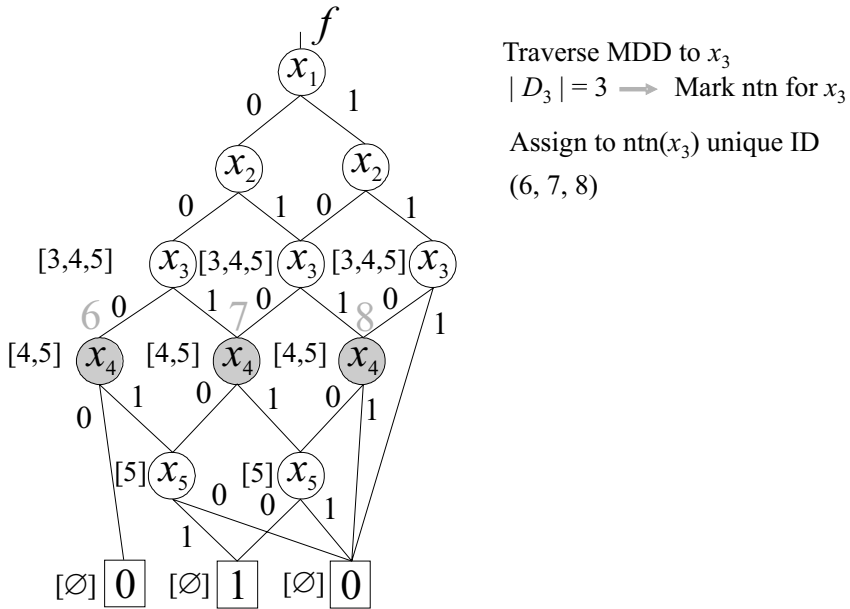 f
x1
Traverse MDD to x3
| D3 | = 3 → Mark ntn for x3
0 1
Assign to ntn(x3) unique ID
x2 x2
(6, 7, 8)
0 1 0 1
[3,4,5] x3 [3,4,5] x3 [3,4,5] x3
6 0 1 7 0 1 8 0 1
[4,5] x4 [4,5] x4 [4,5] x4
0 1 0 1 0 1
[5] x5 [5] x5
0 0 1
1
[∅] 0 [∅] 1 [∅] 0